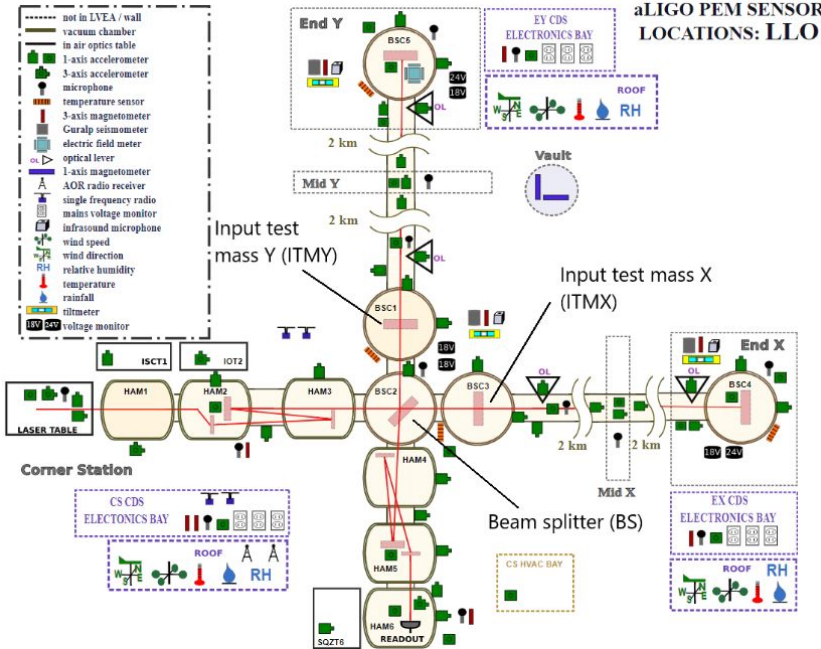 aLIGO PEM SENSOR
LOCATIONS: LLO
not in LVEA / wall
vacuum chamber
in air optics table
1-axis accelerometer
3-axis accelerometer
microphone
temperature sensor
3-axis magnetometer
Guralp seismometer
electric field meter
OL
optical lever
1-axis magnetometer
AOR radio receiver
single frequency radio
mains voltage monitor
infrasound microphone
wind speed
W N S E
wind direction
RH
relative humidity
temperature
rainfall
tiltmeter
18V 24V voltage monitor
End Y
BSC5
24V
18V
OL
EY CDS
ELECTRONICS BAY
ROOF
W N S E
RH
2 km
2 km
Mid Y
Vault
2 km
2 km
Input test
mass Y (ITMY)
OL
Input test mass X
(ITMX)
BSC1
18V
18V
ISCT1
IOT2
HAM1
HAM2
HAM3
BSC2
BSC3
OL
LASER TABLE
Corner Station
2 km
2 km
Mid X
End X
OL
BSC4
18V 24V
HAM4
Beam splitter (BS)
CS CDS
ELECTRONICS BAY
ROOF
W N S E
RH
HAM5
CS HVAC BAY
HAM6
READOUT
SQZT6
EX CDS
ELECTRONICS BAY
ROOF
W N S E
RH